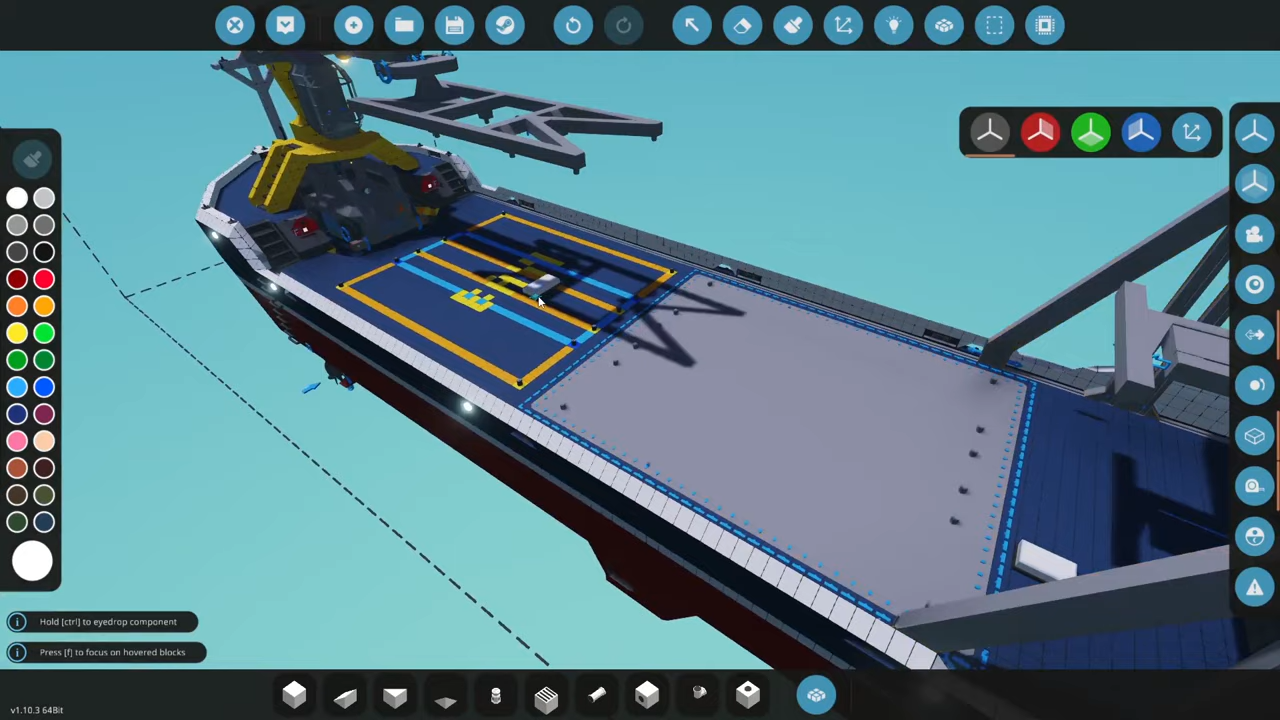 Hold [ctrl] to eyedrop component
Press [f] to focus on hovered blocks
v1.10.3 64Bit